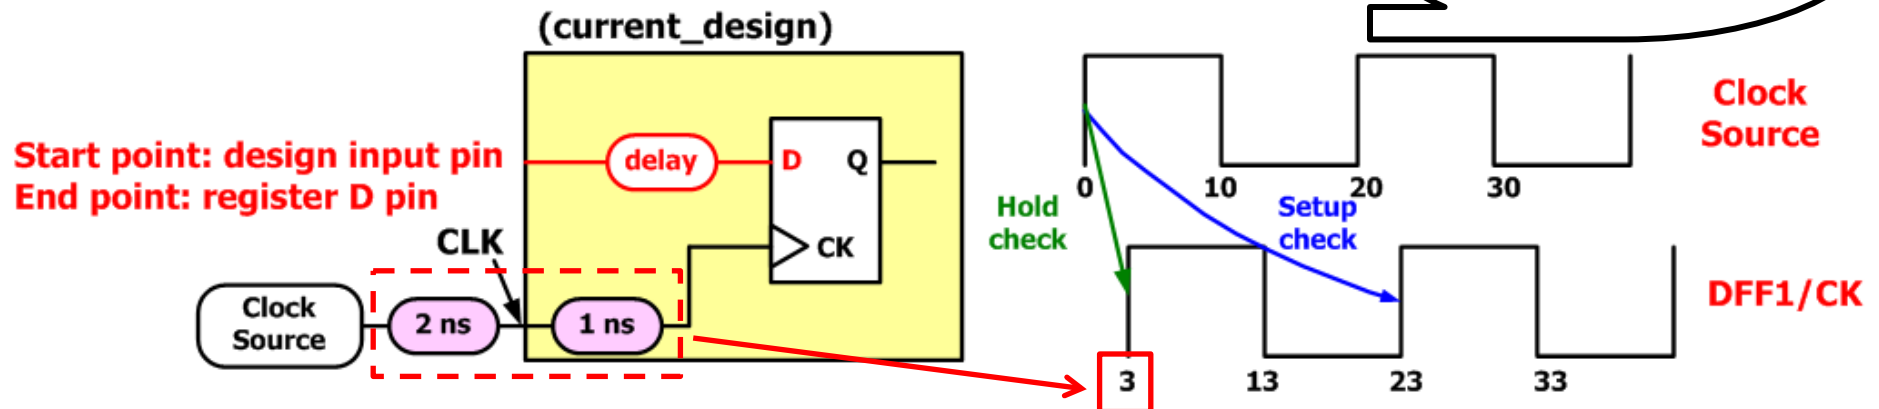 (current_design)
Start point: design input pin
End point: register D pin
delay
D
Q
CK
CLK
Clock
Source
2 ns
1 ns
Clock
Source
0
10
20
30
Hold
check
Setup
check
DFF1/CK
3
13
23
33